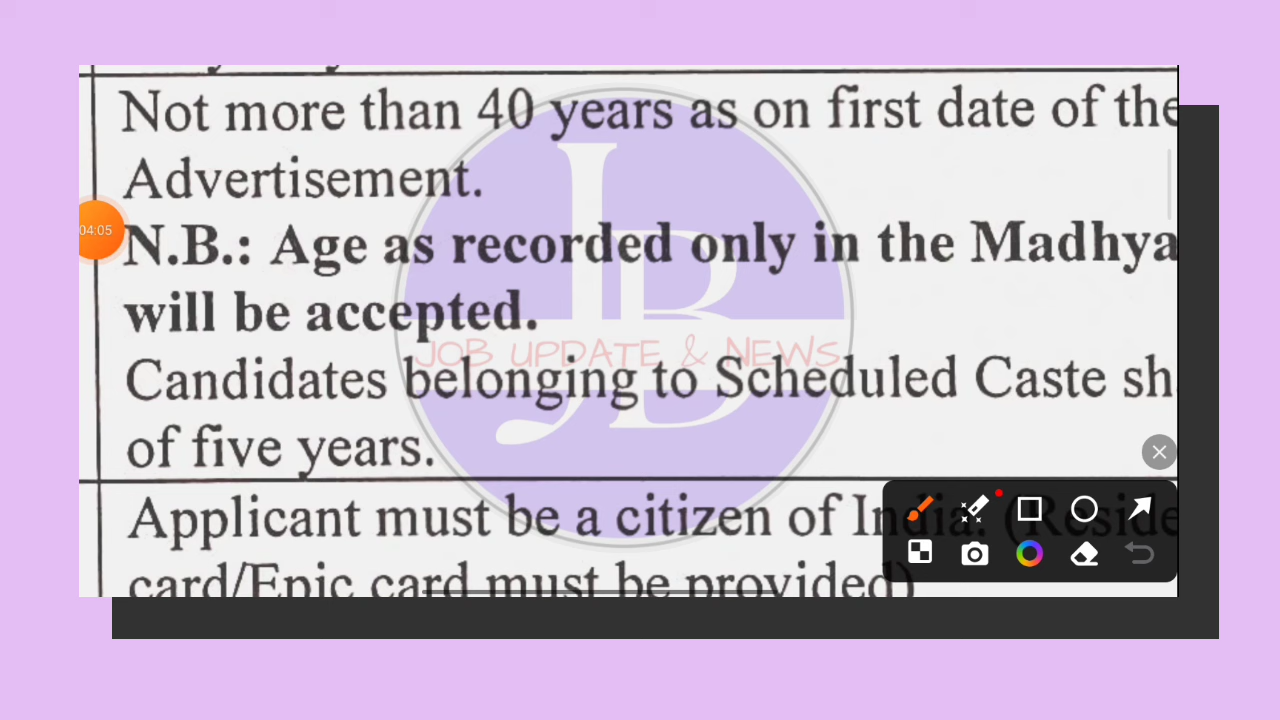 Not more than 40 years as on first date of the
Advertisement.
04:05
N.B.: Age as recorded only in the Madhya
will be accepted.
JOB UPDATE & NEWS
Candidates belonging to Scheduled Caste sh
of five years.
Applicant must be a citizen of India. (Reside
card/Epic card must be provided)